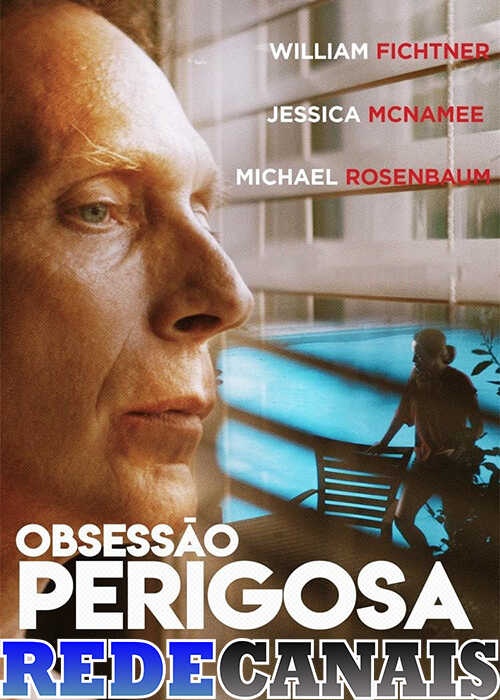 WILLIAM FICHTNER
JESSICA MCNAMEE
MICHAEL ROSENBAUM
OBSESSÃO
PERIGOSA
REDECANAIS